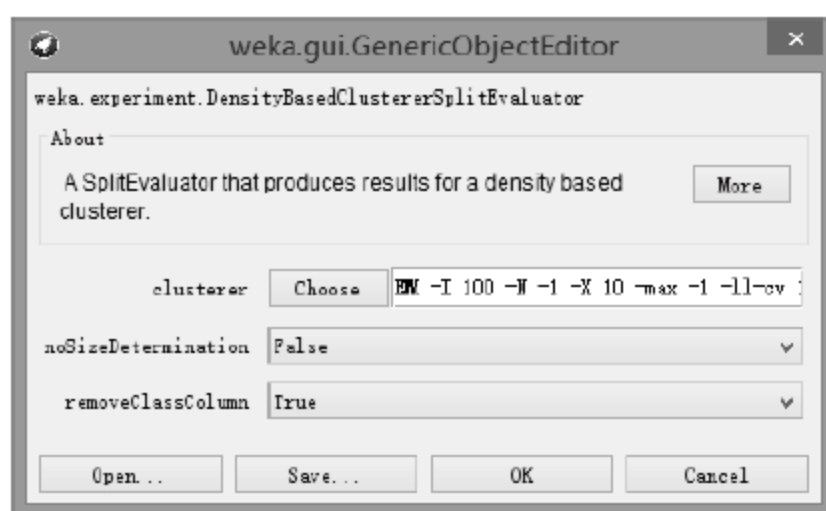 weka.gui.GenericObjectEditor
weka.experiment.DensityBasedClustererSplitEvaluator
About
A SplitEvaluator that produces results for a density based
clusterer.
More
clusterer
Choose
EM -I 100 -N -1 -X 10 -max -1 -ll-cv
noSizeDetermination
False
removeClassColumn
True
Open...
Save...
OK
Cancel